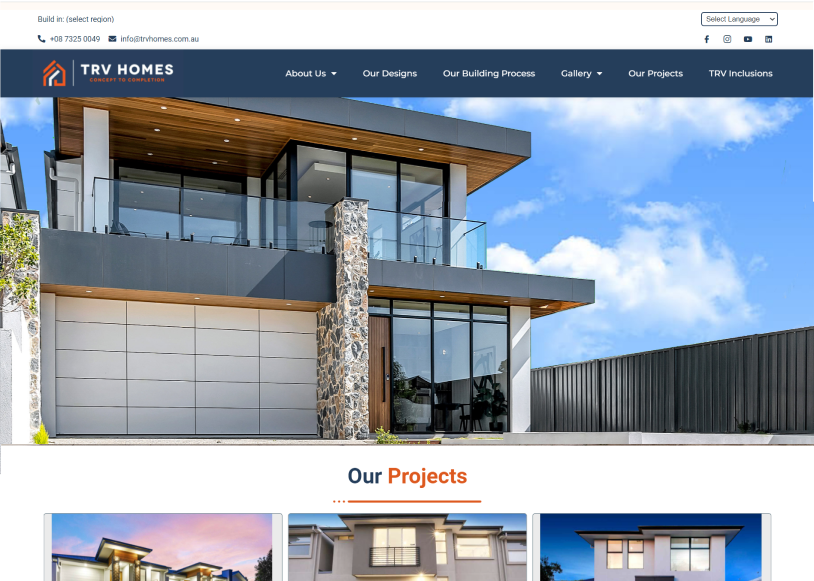 Build in: (select region)
Select Language
+08 7325 0049 info@trvhomes.com.au
TRV HOMES
CONCEPT TO COMPLETION
About Us Our Designs Our Building Process Gallery Our Projects TRV Inclusions
Our Projects